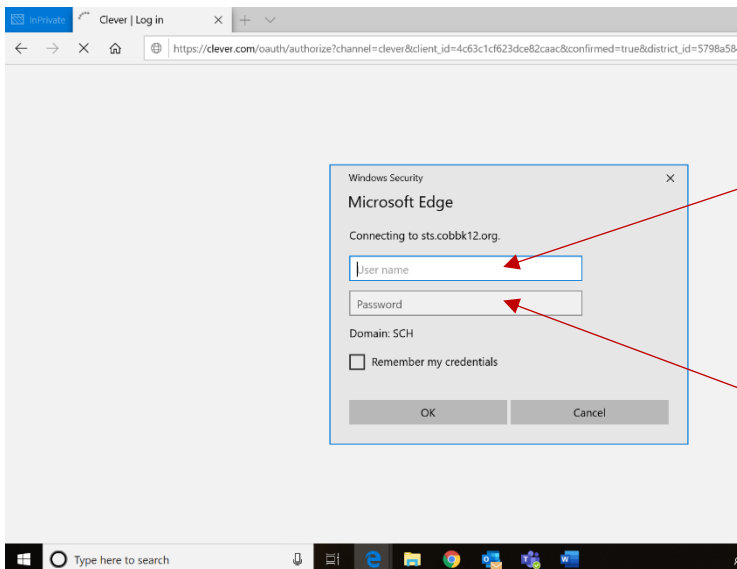 InPrivate
Clever | Log in
https://clever.com/oauth/authorize?channel=clever&client_id=4c63c1cf623dce82caac&confirmed=true&district_id=5798a584
Windows Security
Microsoft Edge
Connecting to sts.cobbk12.org.
User name
Password
Domain: SCH
Remember my credentials
OK
Cancel
Type here to search